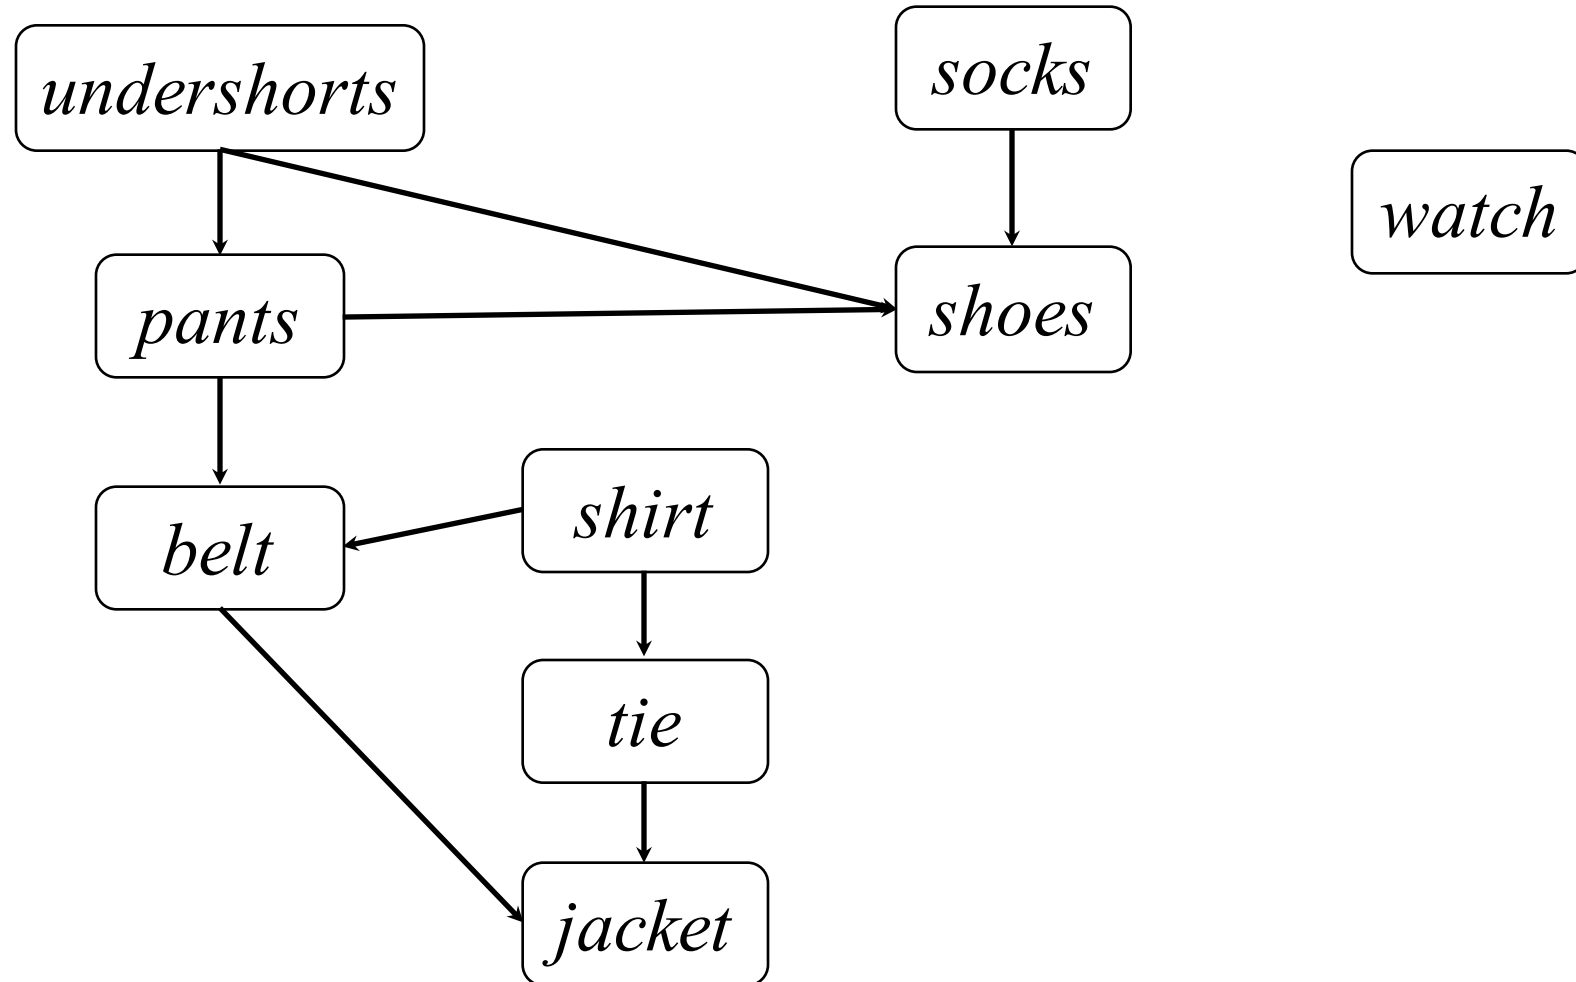 undershorts
socks
watch
pants
shoes
belt
shirt
tie
jacket